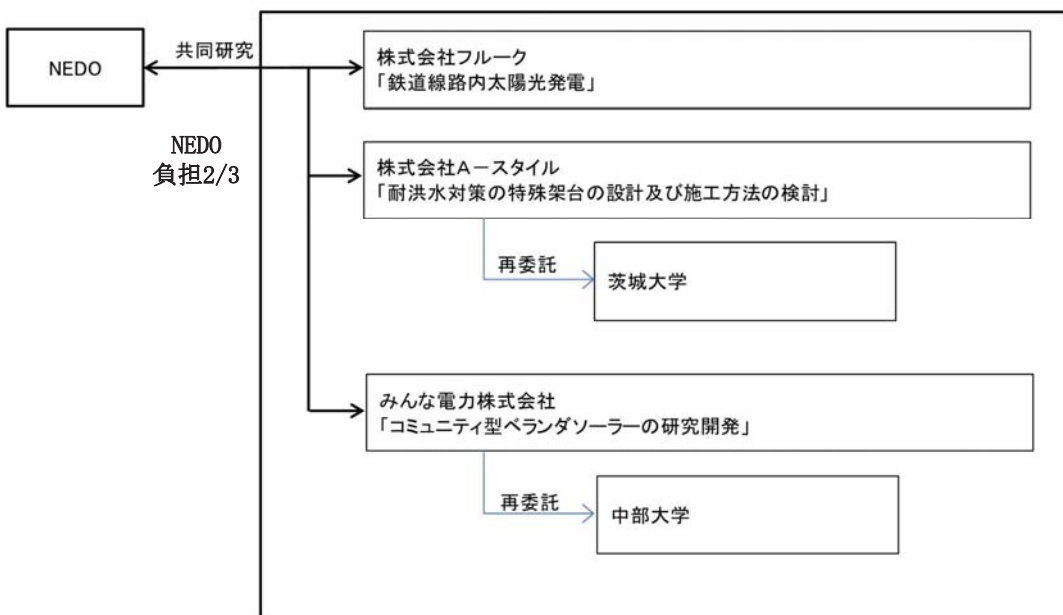 NEDO
共同研究
NEDO
負担2/3
株式会社フルーク
「鉄道線路内太陽光発電」
株式会社A－スタイル
「耐洪水対策の特殊架台の設計及び施工方法の検討」
再委託
茨城大学
みんな電力株式会社
「コミュニティ型ベランダソーラーの研究開発」
再委託
中部大学